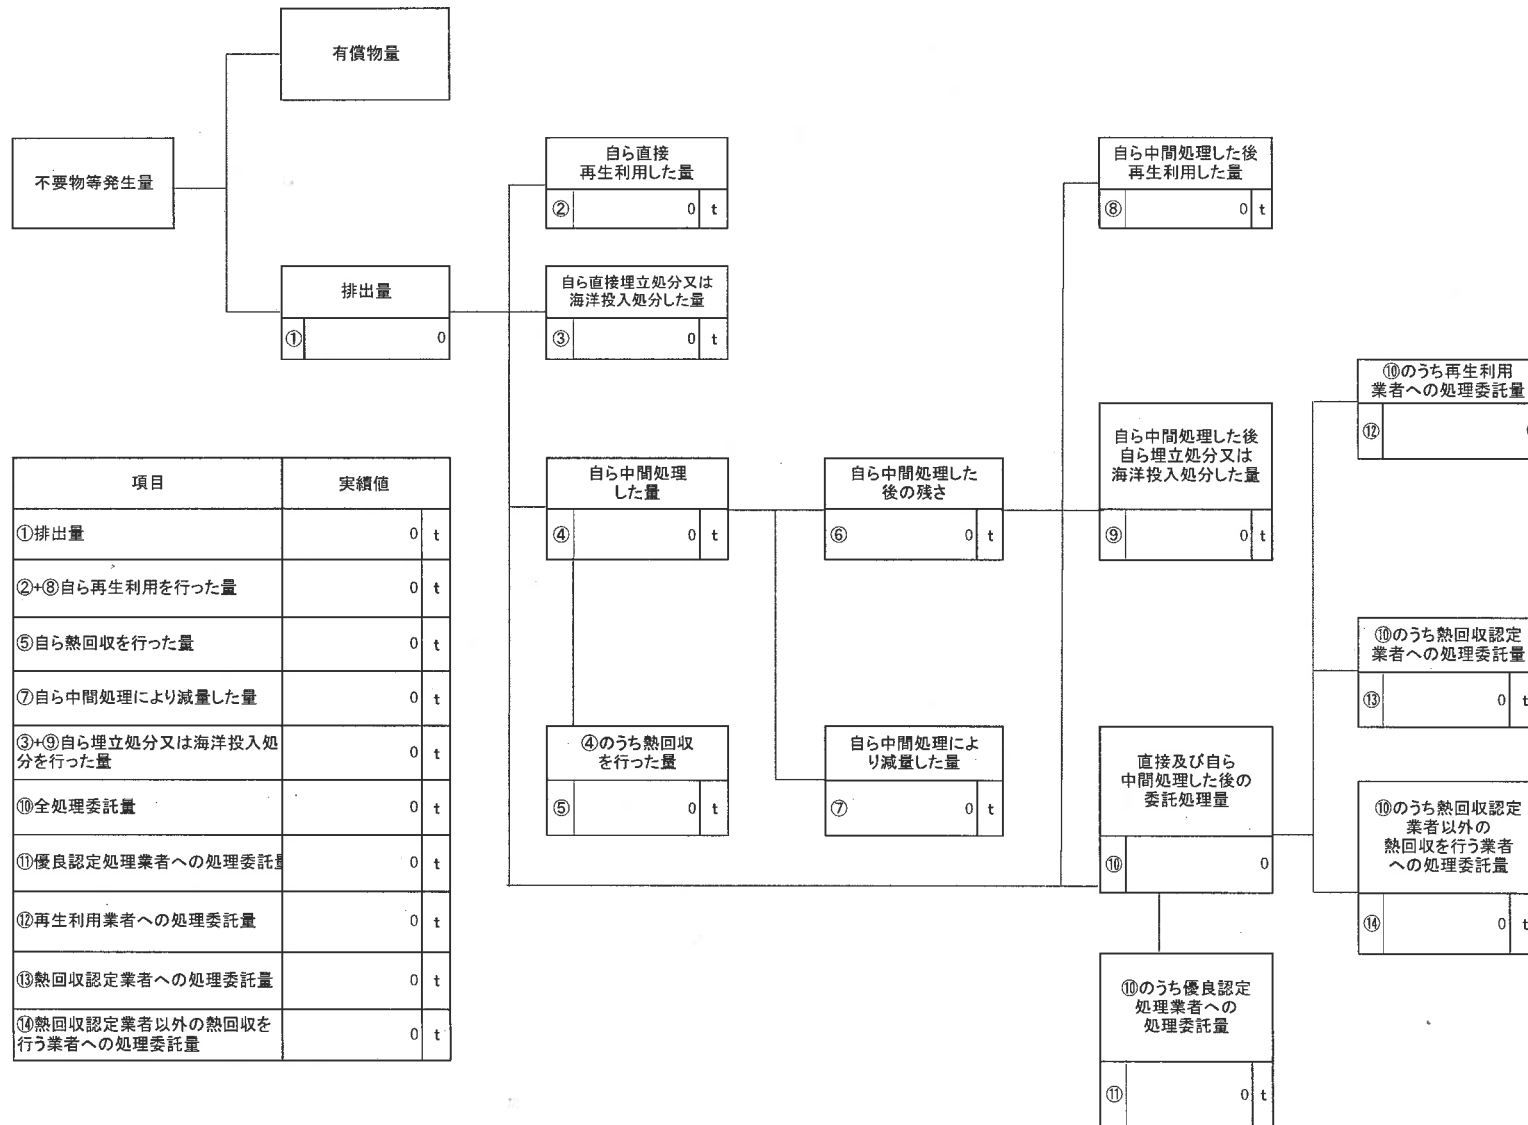 有償物量
不要物等発生量
排出量
① 0
自ら直接
再生利用した量
② 0 t
自ら直接埋立処分又は
海洋投入処分した量
③ 0 t
自ら中間処理
した量
④ 0 t
④のうち熱回収
を行った量
⑤ 0 t
自ら中間処理した
後の残さ
⑥ 0 t
自ら中間処理によ
り減量した量
⑦ 0 t
自ら中間処理した後
再生利用した量
⑧ 0 t
自ら中間処理した後
自ら埋立処分又は
海洋投入処分した量
⑨ 0 t
直接及び自ら
中間処理した後の
委託処理量
⑩ 0
⑩のうち優良認定
処理業者への
処理委託量
⑪ 0 t
⑩のうち再生利用
業者への処理委託量
⑫
⑩のうち熱回収認定
業者への処理委託量
⑬ 0 t
⑩のうち熱回収認定
業者以外の
熱回収を行う業者
への処理委託量
⑭ 0 t
項目 実績値
①排出量 0 t
②+⑧自ら再生利用を行った量 0 t
⑤自ら熱回収を行った量 0 t
⑦自ら中間処理により減量した量 0 t
③+⑨自ら埋立処分又は海洋投入処
分を行った量 0 t
⑩全処理委託量 0 t
⑪優良認定処理業者への処理委託量 0 t
⑫再生利用業者への処理委託量 0 t
⑬熱回収認定業者への処理委託量 0 t
⑭熱回収認定業者以外の熱回収を
行う業者への処理委託量 0 t